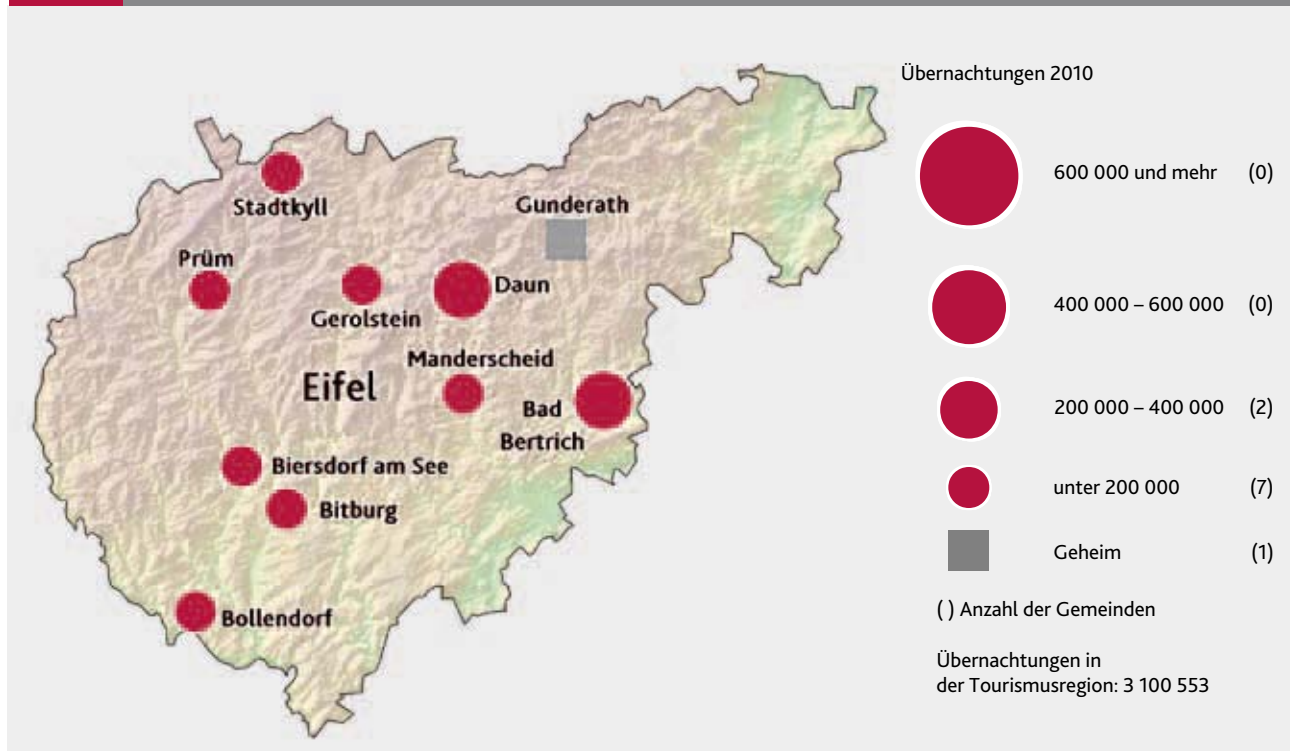 Stadtkyll
Gunderath
Prüm
Daun
Gerolstein
Manderscheid
Eifel
Bad
Bertrich
Biersdorf am See
Bitburg
Bollendorf
Übernachtungen 2010
600 000 und mehr (0)
400 000 – 600 000 (0)
200 000 – 400 000 (2)
unter 200 000 (7)
Geheim (1)
( ) Anzahl der Gemeinden
Übernachtungen in
der Tourismusregion: 3 100 553